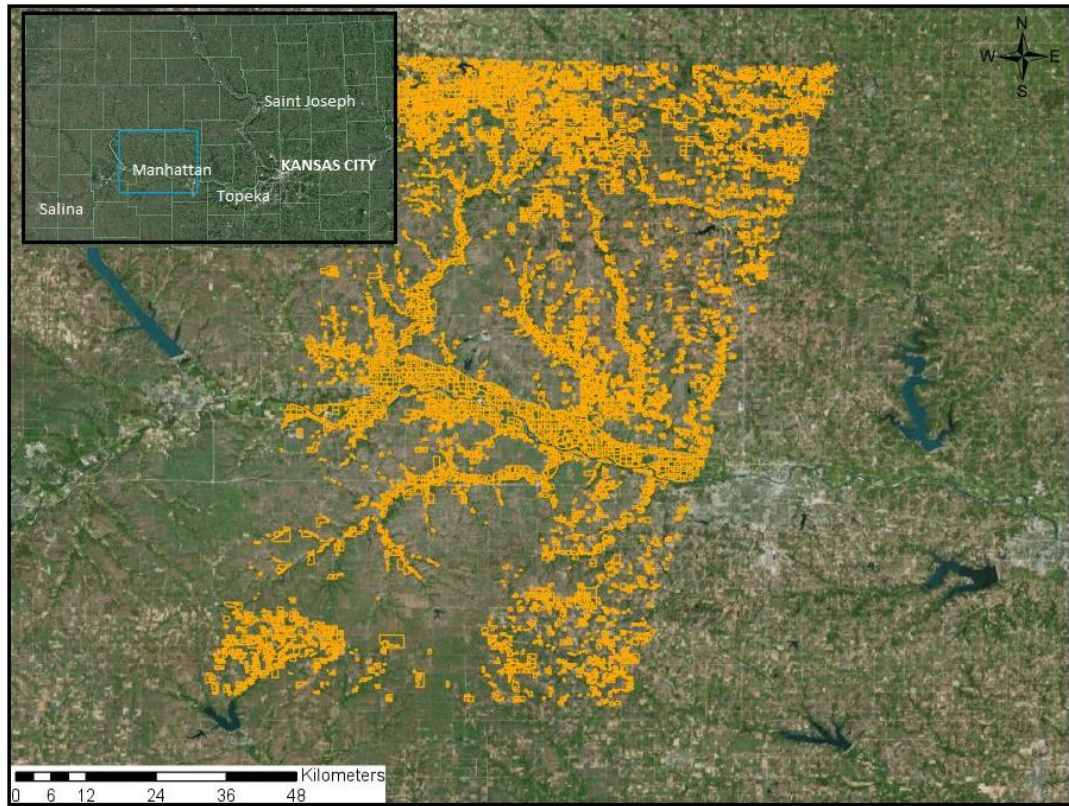 N
W E
S
Saint Joseph
KANSAS CITY
Manhattan
Topeka
Salina
Kilometers
0 6 12 24 36 48